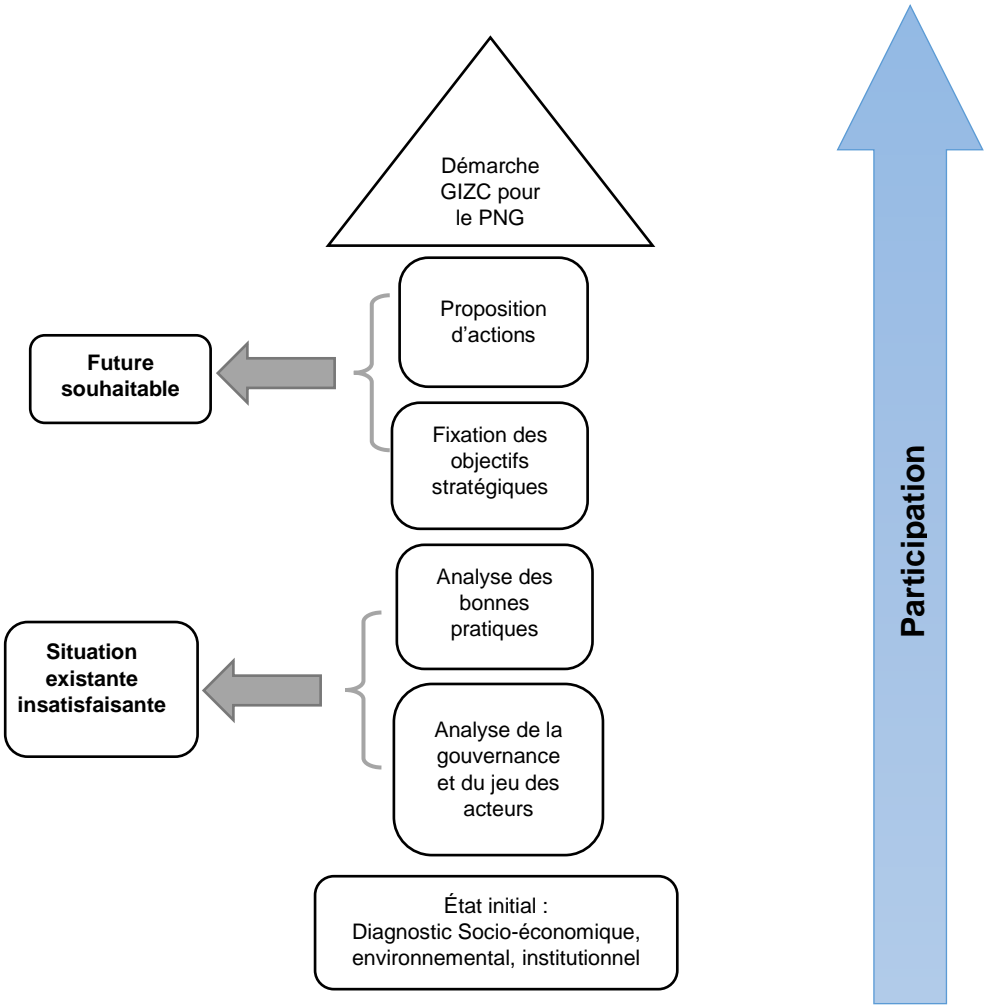 Démarche
GIZC pour
le PNG
Proposition
d’actions
Future
souhaitable
Fixation des
objectifs
stratégiques
Analyse des
bonnes
pratiques
Situation
existante
insatisfaisante
Analyse de la
gouvernance
et du jeu des
acteurs
État initial :
Diagnostic Socio-économique,
environnemental, institutionnel
Participation